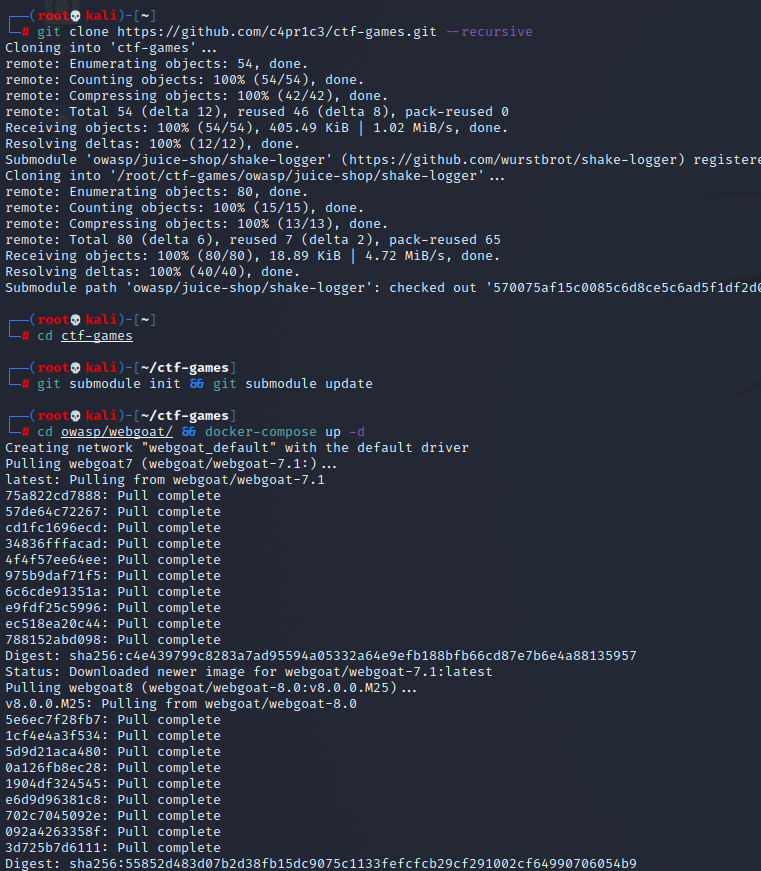 ┌──(root💀kali)-[~]
└─# git clone https://github.com/c4pr1c3/ctf-games.git --recursive
Cloning into 'ctf-games'...
remote: Enumerating objects: 54, done.
remote: Counting objects: 100% (54/54), done.
remote: Compressing objects: 100% (42/42), done.
remote: Total 54 (delta 12), reused 46 (delta 8), pack-reused 0
Receiving objects: 100% (54/54), 405.49 KiB | 1.02 MiB/s, done.
Resolving deltas: 100% (12/12), done.
Submodule 'owasp/juice-shop/shake-logger' (https://github.com/wurstbrot/shake-logger) registere
Cloning into '/root/ctf-games/owasp/juice-shop/shake-logger'...
remote: Enumerating objects: 80, done.
remote: Counting objects: 100% (15/15), done.
remote: Compressing objects: 100% (13/13), done.
remote: Total 80 (delta 6), reused 7 (delta 2), pack-reused 65
Receiving objects: 100% (80/80), 18.89 KiB | 4.72 MiB/s, done.
Resolving deltas: 100% (40/40), done.
Submodule path 'owasp/juice-shop/shake-logger': checked out '570075af15c0085c6d8ce5c6ad5f1df2d0
┌──(root💀kali)-[~]
└─# cd ctf-games
┌──(root💀kali)-[~/ctf-games]
└─# git submodule init && git submodule update
┌──(root💀kali)-[~/ctf-games]
└─# cd owasp/webgoat/ && docker-compose up -d
Creating network "webgoat_default" with the default driver
Pulling webgoat7 (webgoat/webgoat-7.1:)...
latest: Pulling from webgoat/webgoat-7.1
75a822cd7888: Pull complete
57de64c72267: Pull complete
cd1fc1696ecd: Pull complete
34836fffacad: Pull complete
4f4f57ee64ee: Pull complete
975b9daf71f5: Pull complete
6c6cde91351a: Pull complete
e9fdf25c5996: Pull complete
ec518ea20c44: Pull complete
788152abd098: Pull complete
Digest: sha256:c4e439799c8283a7ad95594a05332a64e9efb188bfb66cd87e7b6e4a88135957
Status: Downloaded newer image for webgoat/webgoat-7.1:latest
Pulling webgoat8 (webgoat/webgoat-8.0:v8.0.0.M25)...
v8.0.0.M25: Pulling from webgoat/webgoat-8.0
5e6ec7f28fb7: Pull complete
1cf4e4a3f534: Pull complete
5d9d21aca480: Pull complete
0a126fb8ec28: Pull complete
1904df324545: Pull complete
e6d9d96381c8: Pull complete
702c7045092e: Pull complete
092a4263358f: Pull complete
3d725b7d6111: Pull complete
Digest: sha256:55852d483d07b2d38fb15dc9075c1133fefcfcb29cf291002cf64990706054b9